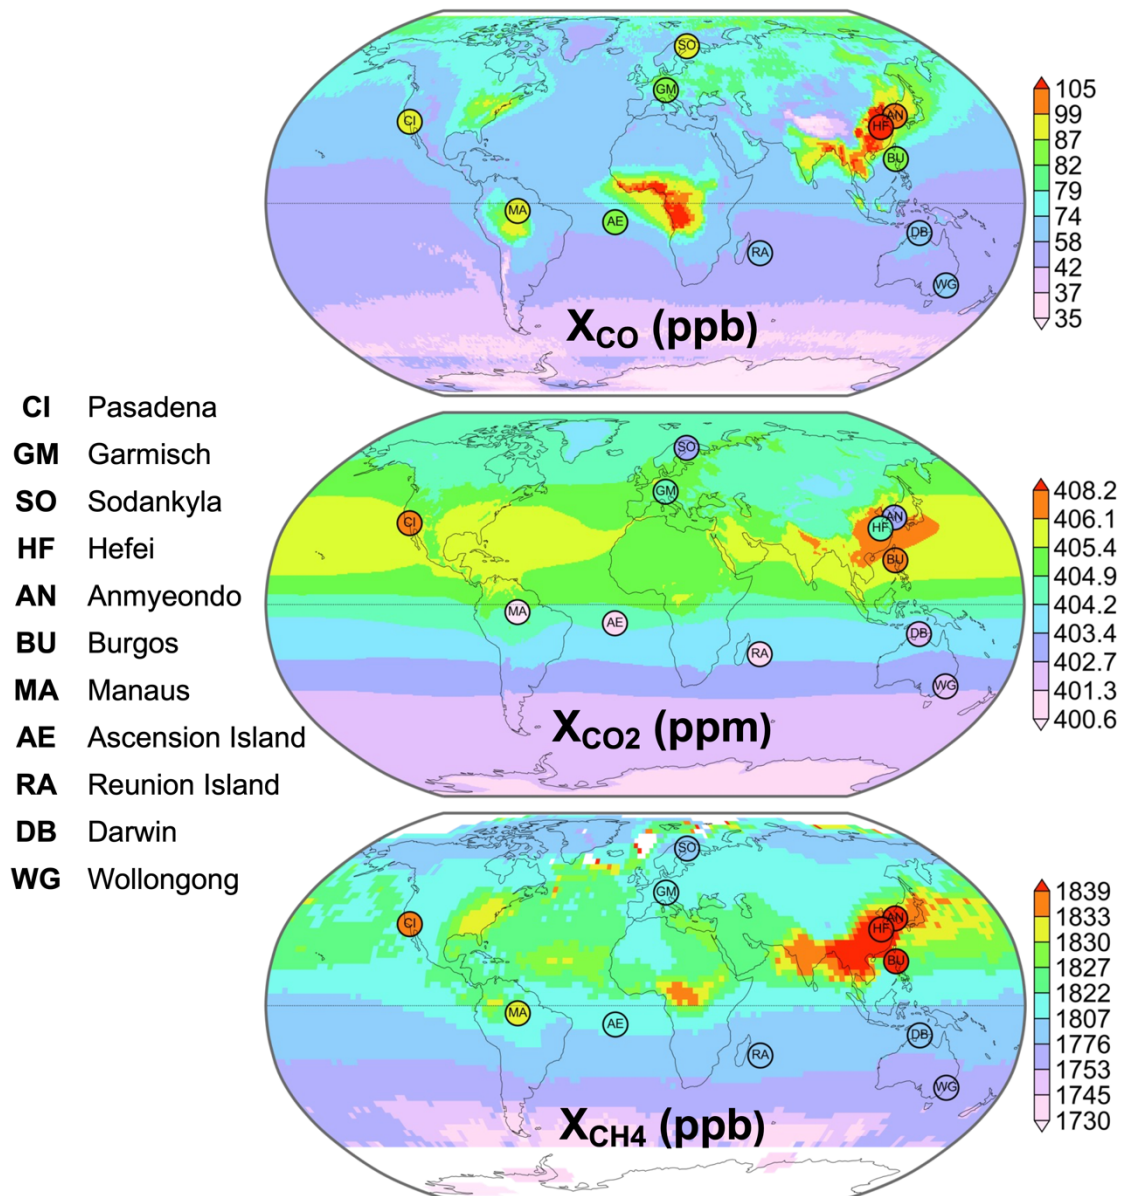 SO
GM
CI
AN
HF
BU
MA
AE
RA
DB
WG
X_CO (ppb)
105
99
87
82
79
74
58
42
37
35
CI Pasadena
GM Garmisch
SO Sodankyla
HF Hefei
AN Anmyeondo
BU Burgos
MA Manaus
AE Ascension Island
RA Reunion Island
DB Darwin
WG Wollongong
SO
GM
CI
AN
HF
BU
MA
AE
DB
RA
WG
X_CO2 (ppm)
408.2
406.1
405.4
404.9
404.2
403.4
402.7
401.3
400.6
SO
GM
CI
AN
HF
BU
MA
AE
DB
RA
WG
X_CH4 (ppb)
1839
1833
1830
1827
1822
1807
1776
1745
1730